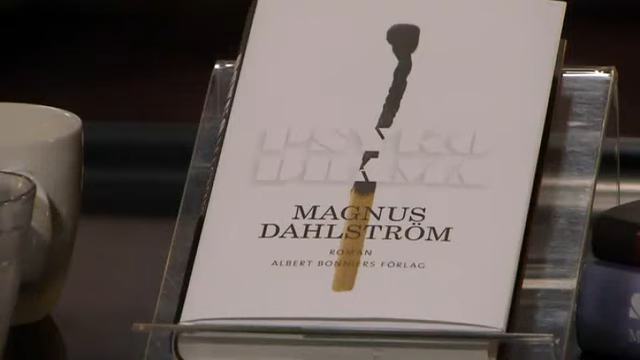 MAGNUS
DAHLSTRÖM
ROMAN
ALBERT BONNIERS FÖRLAG